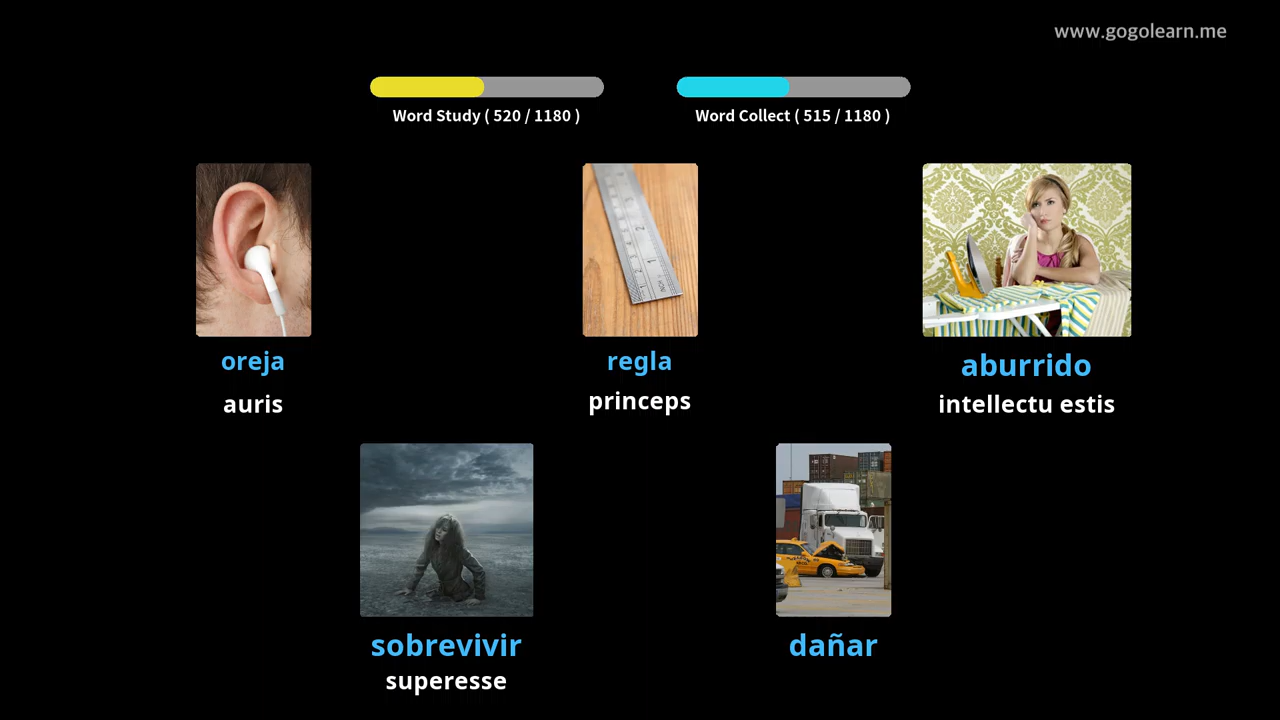 www.gogolearn.me
Word Study ( 520 / 1180 )
Word Collect ( 515 / 1180 )
oreja
regla
aburrido
auris
princeps
intellectu estis
sobrevivir
dañar
superesse